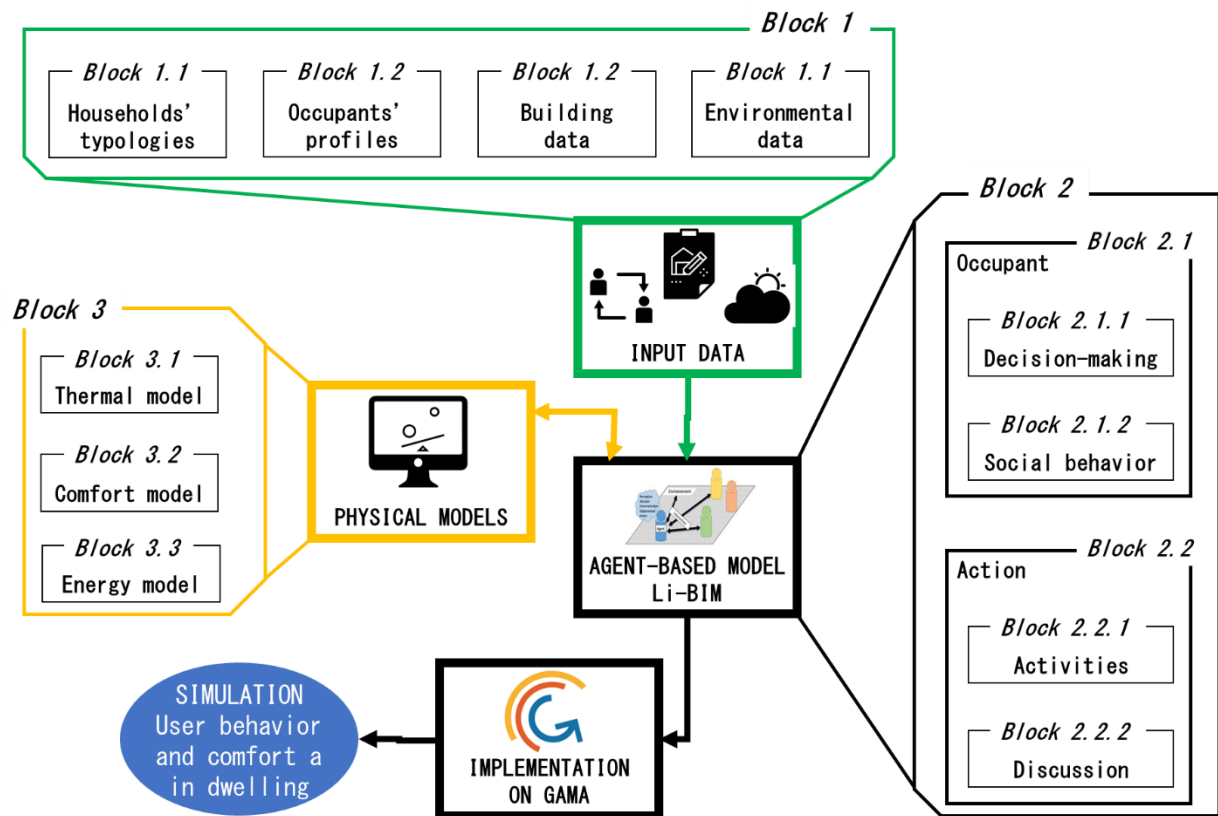 Block 1
Block 1.1
Households’
typologies
Block 1.2
Occupants’
profiles
Block 1.2
Building
data
Block 1.1
Environmental
data
INPUT DATA
Block 2
Block 2.1
Occupant
Block 2.1.1
Decision-making
Block 2.1.2
Social behavior
Block 2.2
Action
Block 2.2.1
Activities
Block 2.2.2
Discussion
Block 3
Block 3.1
Thermal model
Block 3.2
Comfort model
Block 3.3
Energy model
PHYSICAL MODELS
Environnement
Agent
AGENT-BASED MODEL
Li-BIM
IMPLEMENTATION
ON GAMA
SIMULATION
User behavior
and comfort a
in dwelling